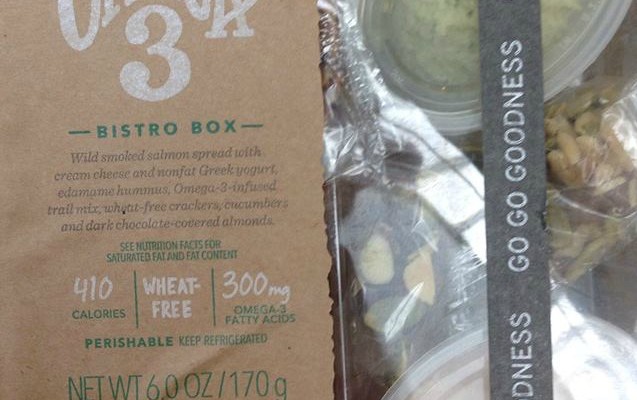 OMEGA
3
BISTRO BOX
Wild smoked salmon spread with
cream cheese and nonfat Greek yogurt,
edamame hummus, Omega-3-infused
trail mix, wheat-free crackers, cucumbers
and dark chocolate-covered almonds.
SEE NUTRITION FACTS FOR
SATURATED FAT AND FAT CONTENT
410
CALORIES
WHEAT-
FREE
300mg
OMEGA-3
FATTY ACIDS
PERISHABLE KEEP REFRIGERATED
NET WT 6.0 OZ/170g
GO GO GOODNESS
DNESS